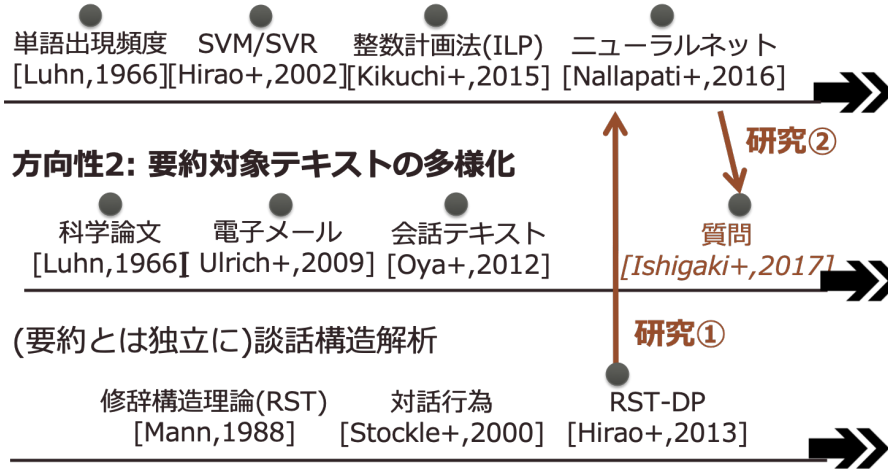 単語出現頻度 SVM/SVR 整数計画法(ILP) ニューラルネット
[Luhn,1966][Hirao+,2002][Kikuchi+,2015] [Nallapati+,2016]
研究②
方向性2: 要約対象テキストの多様化
科学論文 電子メール 会話テキスト 質問
[Luhn,1966][ Ulrich+,2009] [Oya+,2012] [Ishigaki+,2017]
研究①
(要約とは独立に)談話構造解析
修辞構造理論(RST) 対話行為 RST-DP
[Mann,1988] [Stockle+,2000] [Hirao+,2013]